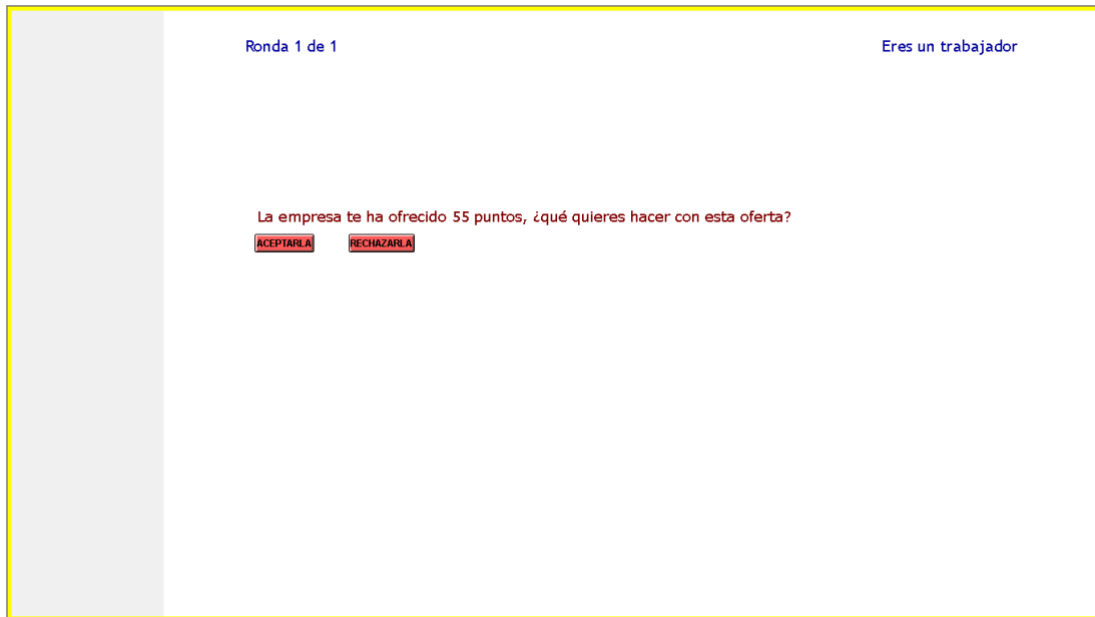 Ronda 1 de 1
Eres un trabajador
La empresa te ha ofrecido 55 puntos, ¿qué quieres hacer con esta oferta?
ACEPTARLA
RECHAZARLA